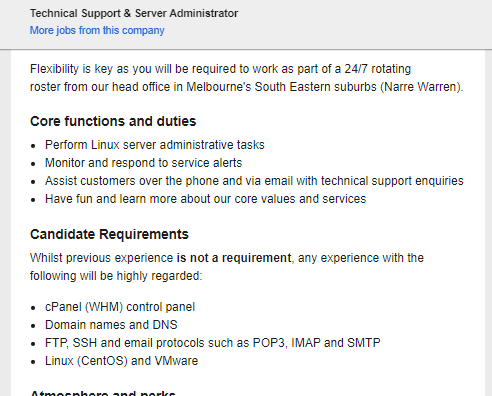 Technical Support & Server Administrator
More jobs from this company
Flexibility is key as you will be required to work as part of a 24/7 rotating
roster from our head office in Melbourne's South Eastern suburbs (Narre Warren).
Core functions and duties
• Perform Linux server administrative tasks
• Monitor and respond to service alerts
• Assist customers over the phone and via email with technical support enquiries
• Have fun and learn more about our core values and services
Candidate Requirements
Whilst previous experience is not a requirement, any experience with the
following will be highly regarded:
• cPanel (WHM) control panel
• Domain names and DNS
• FTP, SSH and email protocols such as POP3, IMAP and SMTP
• Linux (CentOS) and VMware
Atmosphere and perks